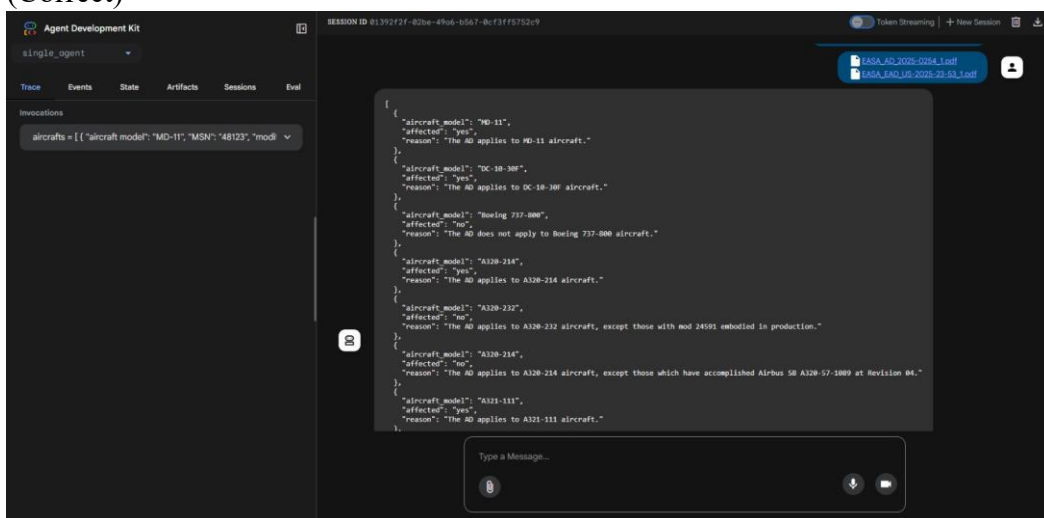 (Correct)
Agent Development Kit
single_agent
Trace Events State Artifacts Sessions Eval
Invocations
aircrafts = [ { "aircraft model": "MD-11", "MSN": "48123", "modi
SESSION ID 01392f2f-02be-49a6-b567-0cf3ff5752c9
Token Streaming
+ New Session
EASA_AD_2025-0254_1.pdf
EASA_EAD_US-2025-23-53_1.pdf
[
{
"aircraft_model": "MD-11",
"affected": "yes",
"reason": "The AD applies to MD-11 aircraft."
},
{
"aircraft_model": "DC-10-30F",
"affected": "yes",
"reason": "The AD applies to DC-10-30F aircraft."
},
{
"aircraft_model": "Boeing 737-800",
"affected": "no",
"reason": "The AD does not apply to Boeing 737-800 aircraft."
},
{
"aircraft_model": "A320-214",
"affected": "yes",
"reason": "The AD applies to A320-214 aircraft."
},
{
"aircraft_model": "A320-232",
"affected": "no",
"reason": "The AD applies to A320-232 aircraft, except those with mod 24591 embodied in production."
},
{
"aircraft_model": "A320-214",
"affected": "no",
"reason": "The AD applies to A320-214 aircraft, except those which have accomplished Airbus SB A320-57-1089 at Revision 04."
},
{
"aircraft_model": "A321-111",
"affected": "yes",
"reason": "The AD applies to A321-111 aircraft."
},
Type a Message...